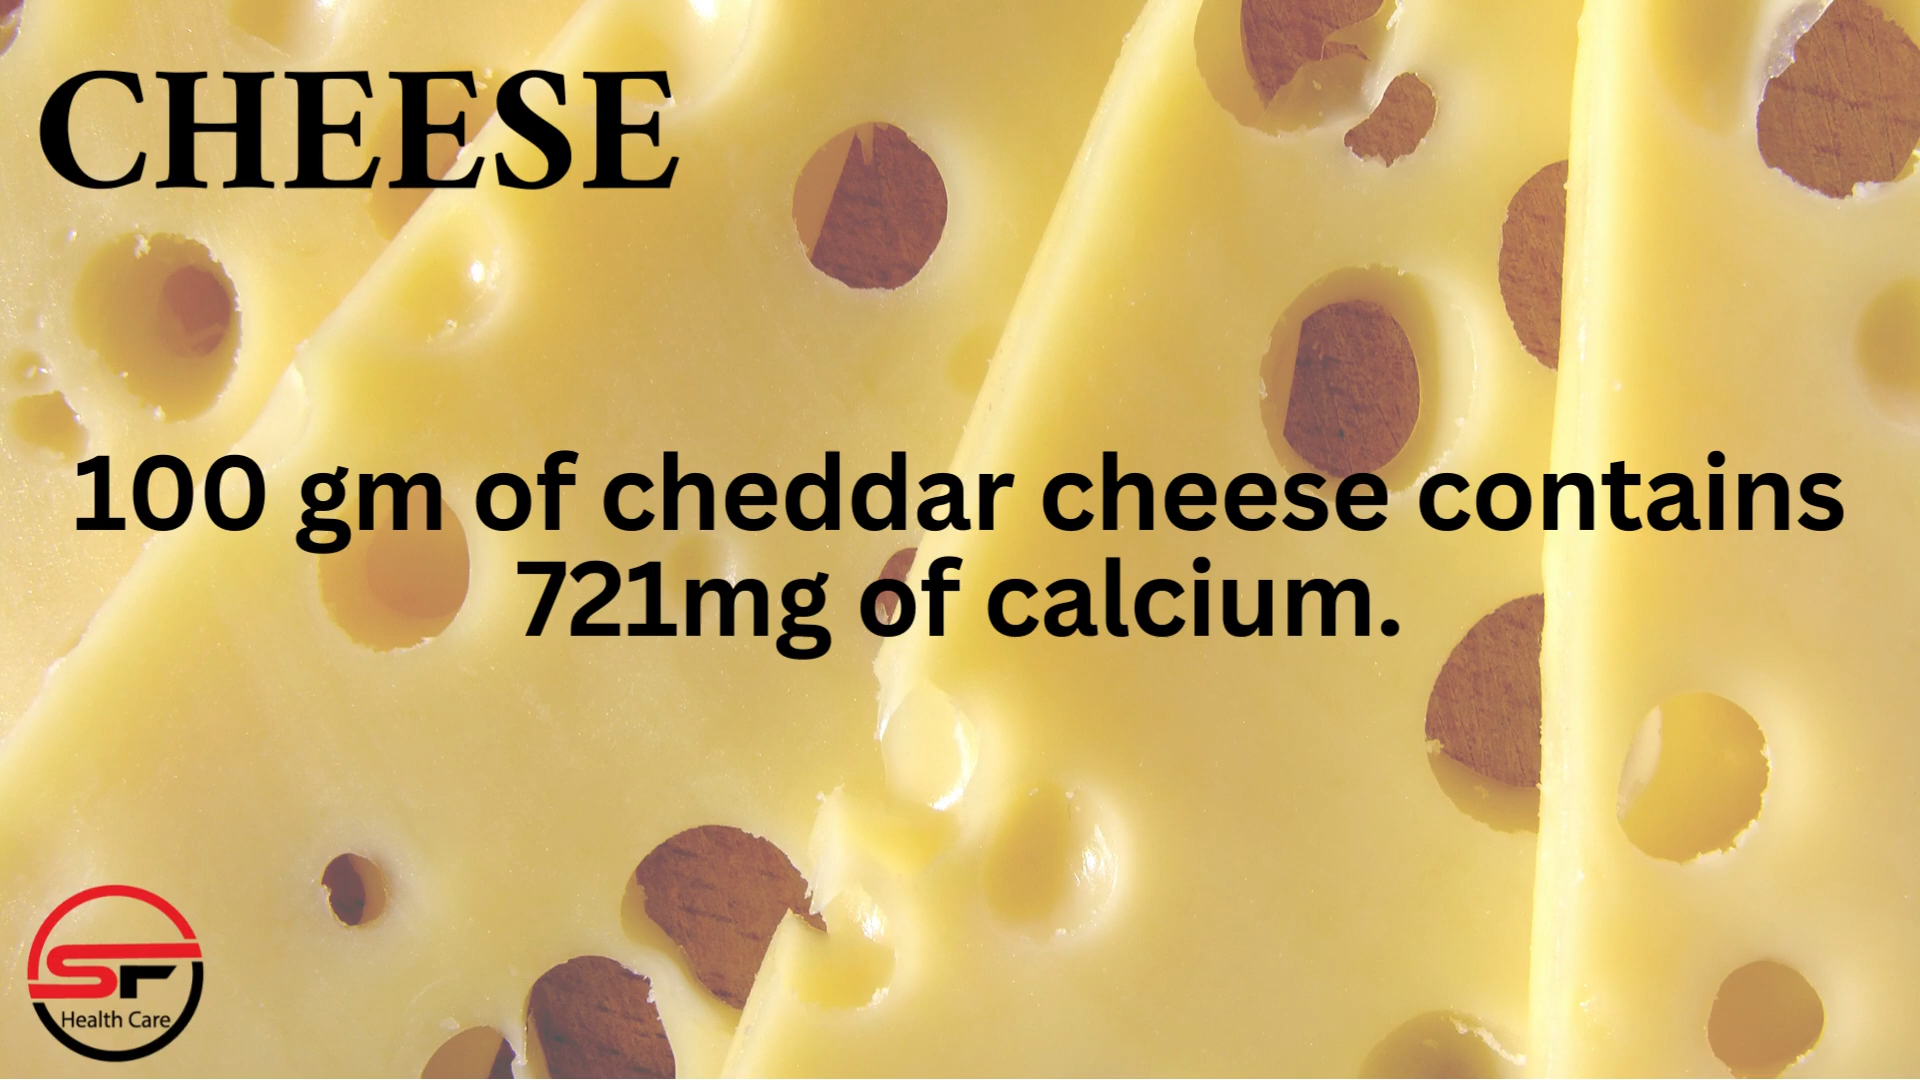 CHEESE
100 gm of cheddar cheese contains
721mg of calcium.
SF
Health Care